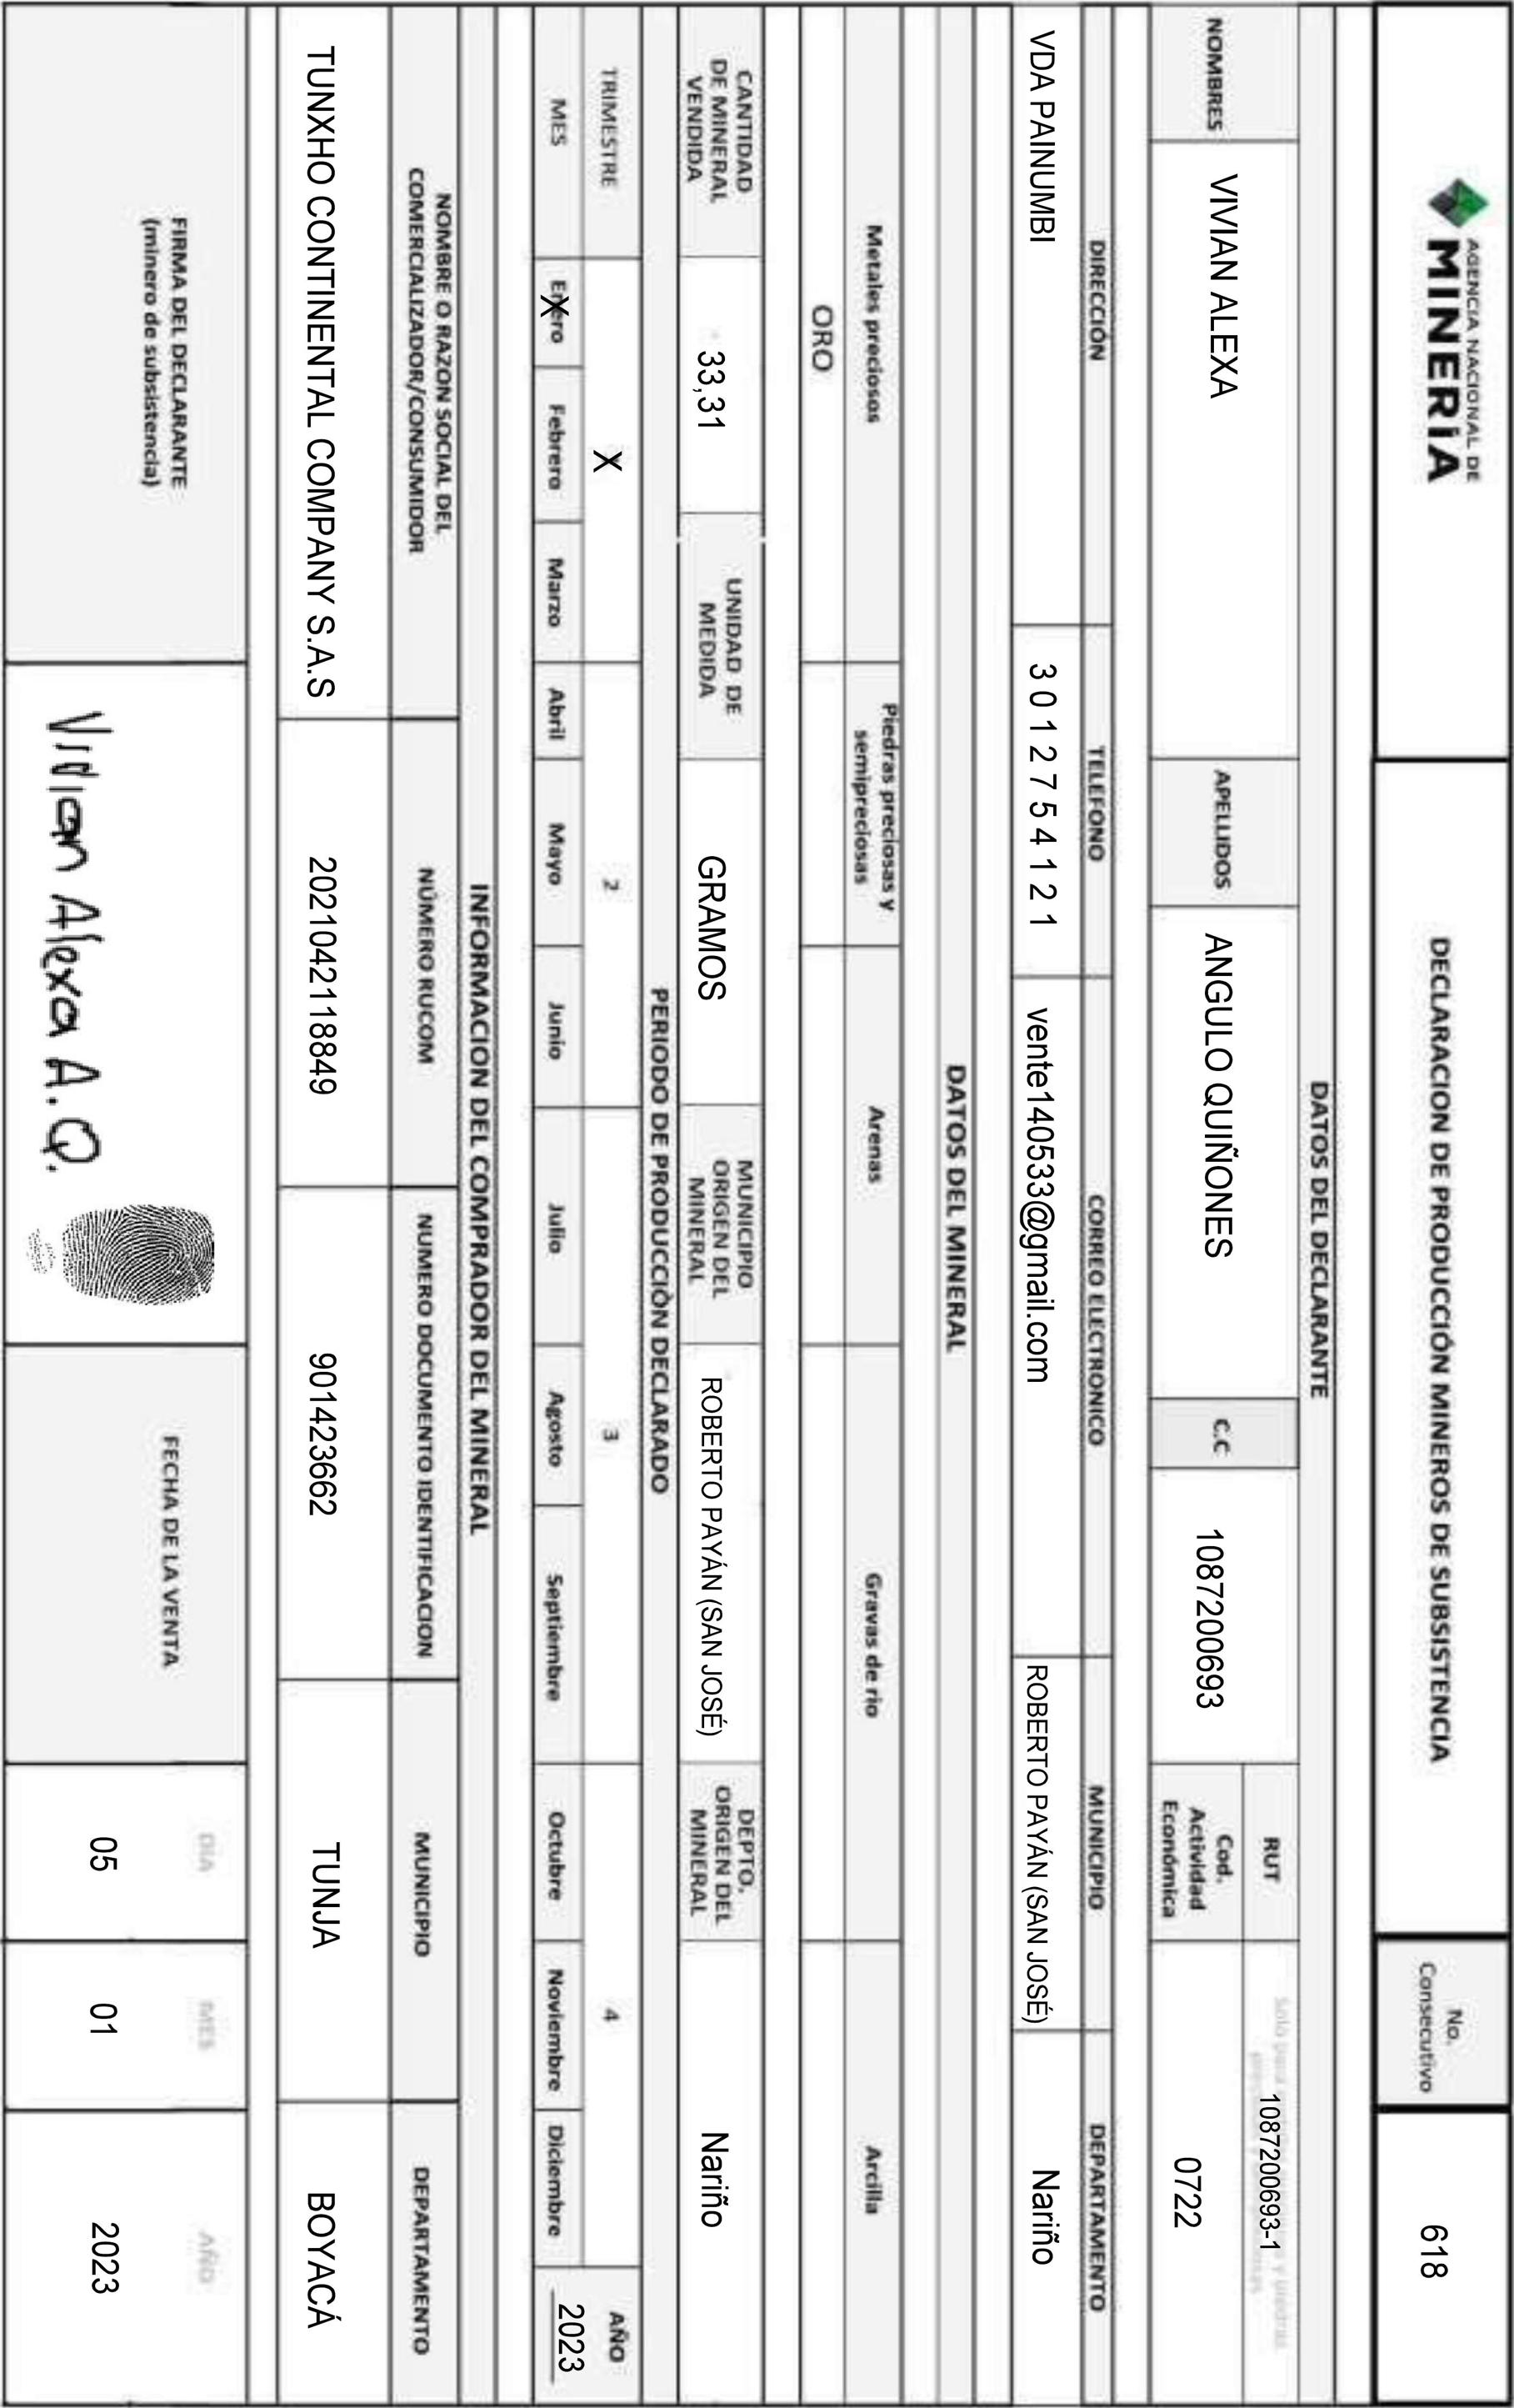 AGENCIA NACIONAL DE
MINERÍA
DECLARACION DE PRODUCCIÓN MINEROS DE SUBSISTENCIA
No.
Consecutivo
618
DATOS DEL DECLARANTE
NOMBRES
VIVIAN ALEXA
APELLIDOS
ANGULO QUIÑONES
C.C
1087200693
RUT
1087200693-1
Cod.
Actividad
Económica
0722
DIRECCIÓN
TELEFONO
CORREO ELECTRONICO
MUNICIPIO
DEPARTAMENTO
VDA PAINUMBI
3 0 1 2 7 5 4 1 2 1
vente140533@gmail.com
ROBERTO PAYÁN (SAN JOSÉ)
Nariño
DATOS DEL MINERAL
Metales preciosos
Piedras preciosas y
semipreciosas
Arenas
Gravas de rio
Arcilla
ORO
CANTIDAD
DE MINERAL
VENDIDA
33,31
UNIDAD DE
MEDIDA
GRAMOS
MUNICIPIO
ORIGEN DEL
MINERAL
ROBERTO PAYÁN (SAN JOSÉ)
DEPTO.
ORIGEN DEL
MINERAL
Nariño
PERIODO DE PRODUCCIÓN DECLARADO
TRIMESTRE
X
2
3
4
AÑO
MES
Enero
X
Febrero
Marzo
Abril
Mayo
Junio
Julio
Agosto
Septiembre
Octubre
Noviembre
Diciembre
2023
INFORMACION DEL COMPRADOR DEL MINERAL
NOMBRE O RAZON SOCIAL DEL
COMERCIALIZADOR/CONSUMIDOR
NÚMERO RUCOM
NUMERO DOCUMENTO IDENTIFICACION
MUNICIPIO
DEPARTAMENTO
TUNXHO CONTINENTAL COMPANY S.A.S
2021042118849
901423662
TUNJA
BOYACÁ
FIRMA DEL DECLARANTE
(minero de subsistencia)
Vivian Alexa A.Q.
FECHA DE LA VENTA
DIA
MES
AÑO
05
01
2023